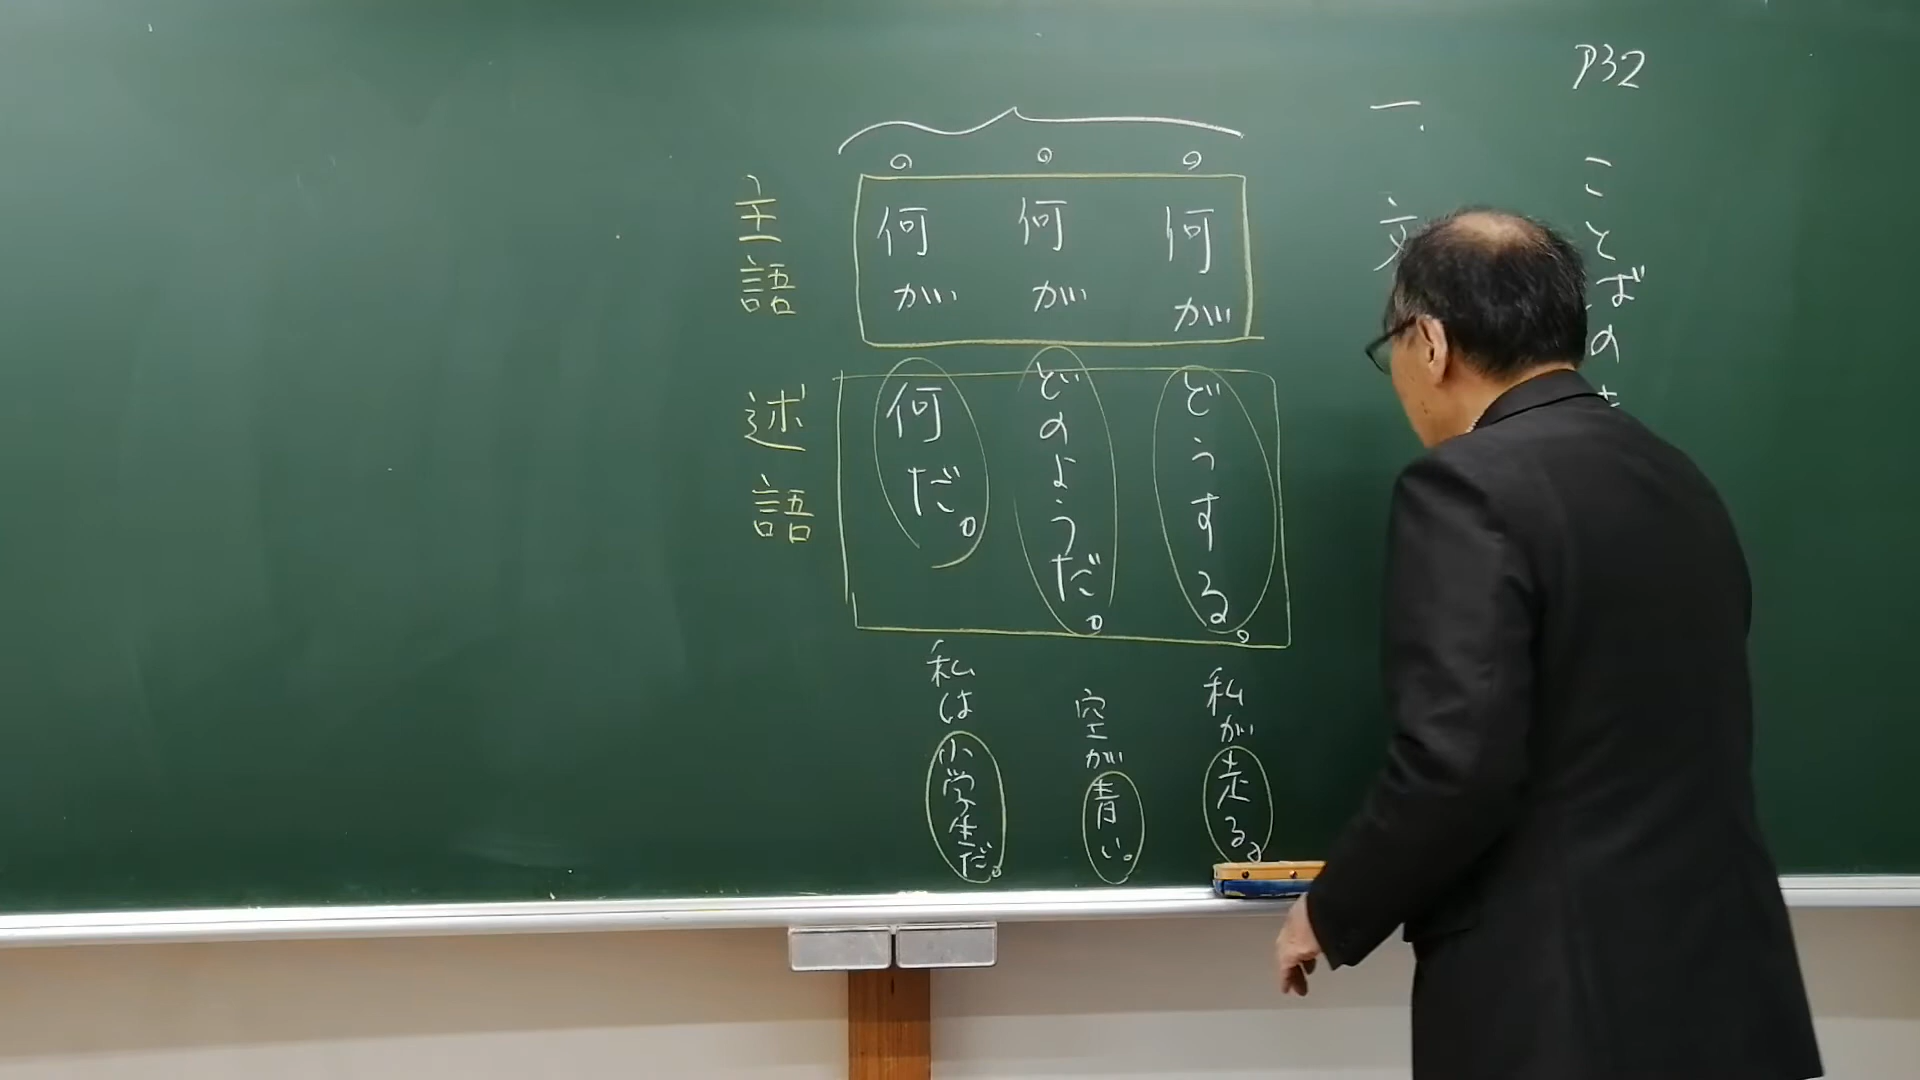 P32
ことばの
一.
文
何が
どうする。
私が走る。
何が
どのようだ。
空が青い。
何が
何だ。
私は小学生だ。
主語
述語